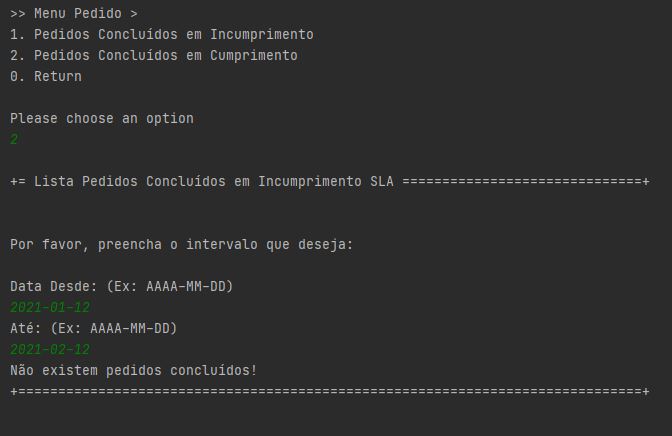 >> Menu Pedido >
1. Pedidos Concluídos em Incumprimento
2. Pedidos Concluídos em Cumprimento
0. Return
Please choose an option
2
+= Lista Pedidos Concluídos em Incumprimento SLA ==============================+
Por favor, preencha o intervalo que deseja:
Data Desde: (Ex: AAAA-MM-DD)
2021-01-12
Até: (Ex: AAAA-MM-DD)
2021-02-12
Não existem pedidos concluídos!
+==============================================================================+